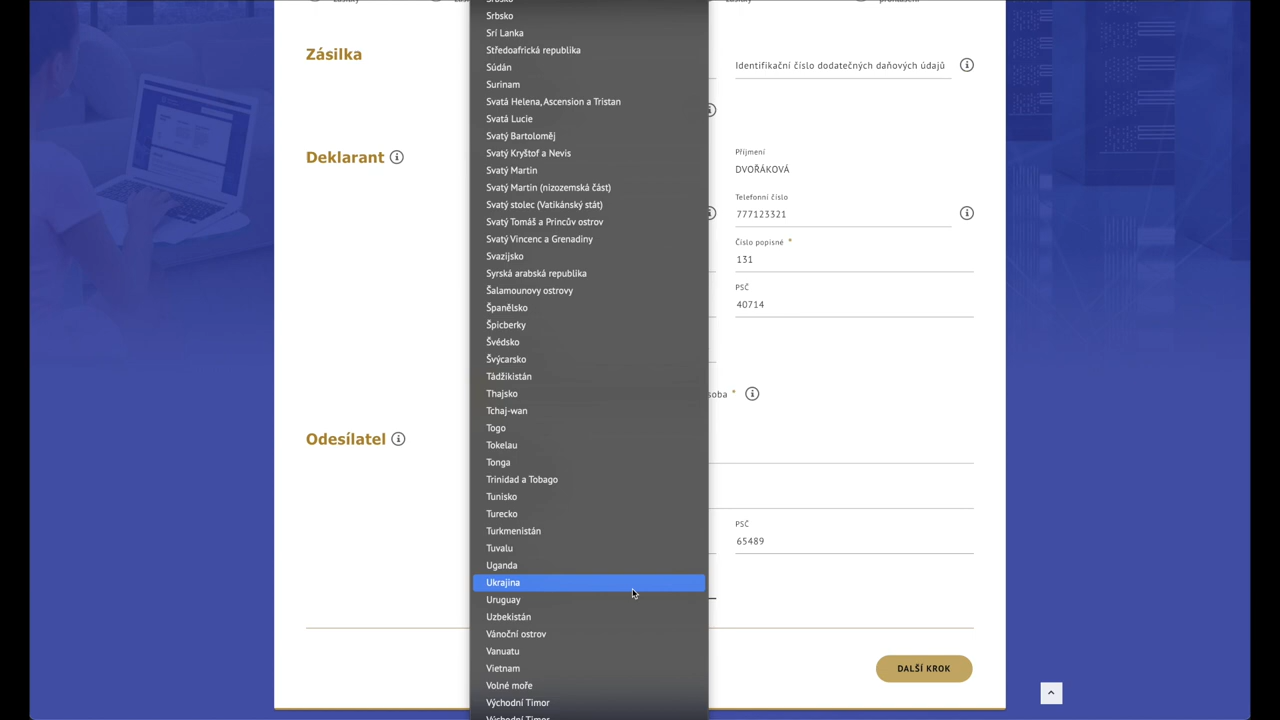 Zásilka
Identifikační číslo dodatečných daňových údajů
Deklarant
Příjmení
DVOŘÁKOVÁ
Telefonní číslo
777123321
Číslo popisné *
131
PSČ
40714
soba *
Odesílatel
PSČ
65489
DALŠÍ KROK
Srbsko
Srí Lanka
Středoafrická republika
Súdán
Surinam
Svatá Helena, Ascension a Tristan
Svatá Lucie
Svatý Bartoloměj
Svatý Kryštof a Nevis
Svatý Martin
Svatý Martin (nizozemská část)
Svatý stolec (Vatikánský stát)
Svatý Tomáš a Princův ostrov
Svatý Vincenc a Grenadiny
Svazijsko
Syrská arabská republika
Šalamounovy ostrovy
Španělsko
Špicberky
Švédsko
Švýcarsko
Tádžikistán
Thajsko
Tchaj-wan
Togo
Tokelau
Tonga
Trinidad a Tobago
Tunisko
Turecko
Turkmenistán
Tuvalu
Uganda
Ukrajina
Uruguay
Uzbekistán
Vánoční ostrov
Vanuatu
Vietnam
Volné moře
Východní Timor
Východní Timor